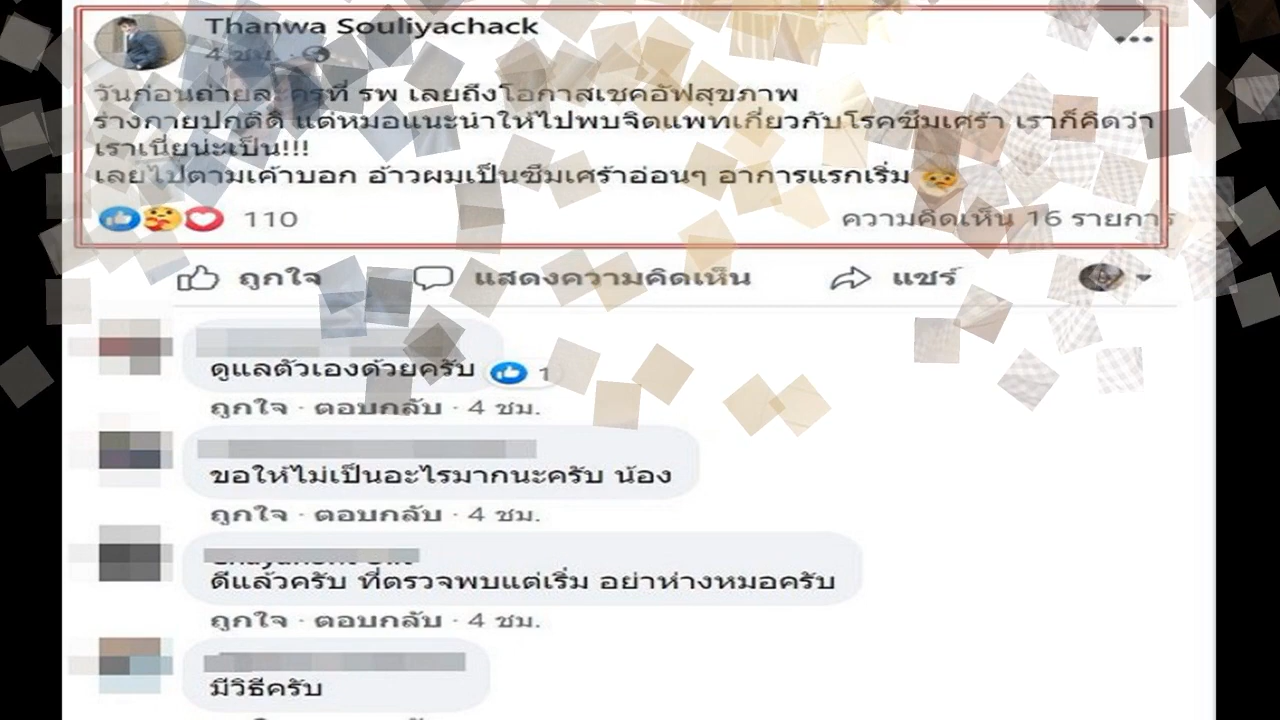 Thanwa Souliyachack
4 ชม. ·
วันก่อนถ่ายละครที่ รพ เลยถึงโอกาสเชคอัฟสุขภาพ
ร่างกายปกติดี แต่หมอแนะนำให้ไปพบจิตแพทเกี่ยวกับโรคซึมเศร้า เราก็คิดว่า
เราเนี่ยน่ะเป็น!!!
เลยไปตามเค้าบอก อ้าวผมเป็นซึมเศร้าอ่อนๆ อาการแรกเริ่ม
110 ความคิดเห็น 16 รายการ
ถูกใจ แสดงความคิดเห็น แชร์
ดูแลตัวเองด้วยครับ 1
ถูกใจ · ตอบกลับ · 4 ชม.
ขอให้ไม่เป็นอะไรมากนะครับ น้อง
ถูกใจ · ตอบกลับ · 4 ชม.
ดีแล้วครับ ที่ตรวจพบแต่เริ่ม อย่าห่างหมอครับ
ถูกใจ · ตอบกลับ · 4 ชม.
มีวิธีครับ